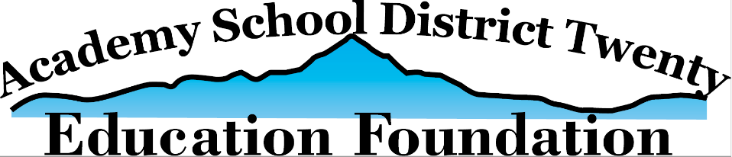 Academy School District Twenty
Education Foundation